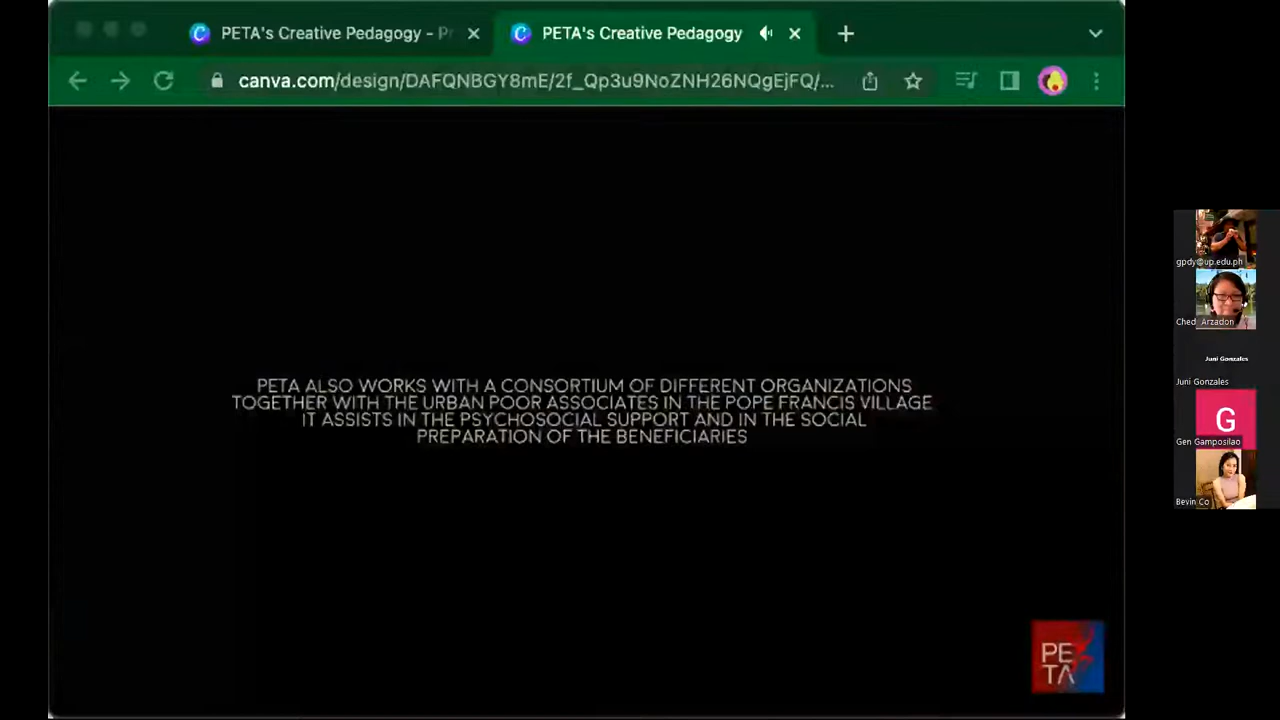 PETA's Creative Pedagogy - Pr
PETA's Creative Pedagogy
canva.com/design/DAFQNBGY8mE/2f_Qp3u9NoZNH26NQgEjFQ/...
PETA ALSO WORKS WITH A CONSORTIUM OF DIFFERENT ORGANIZATIONS
TOGETHER WITH THE URBAN POOR ASSOCIATES IN THE POPE FRANCIS VILLAGE
IT ASSISTS IN THE PSYCHOSOCIAL SUPPORT AND IN THE SOCIAL
PREPARATION OF THE BENEFICIARIES
PE
TA
gpdy@up.edu.ph
Ched Arzadon
Juni Gonzales
Juni Gonzales
G
Gen Gamposilao
Bevin Co